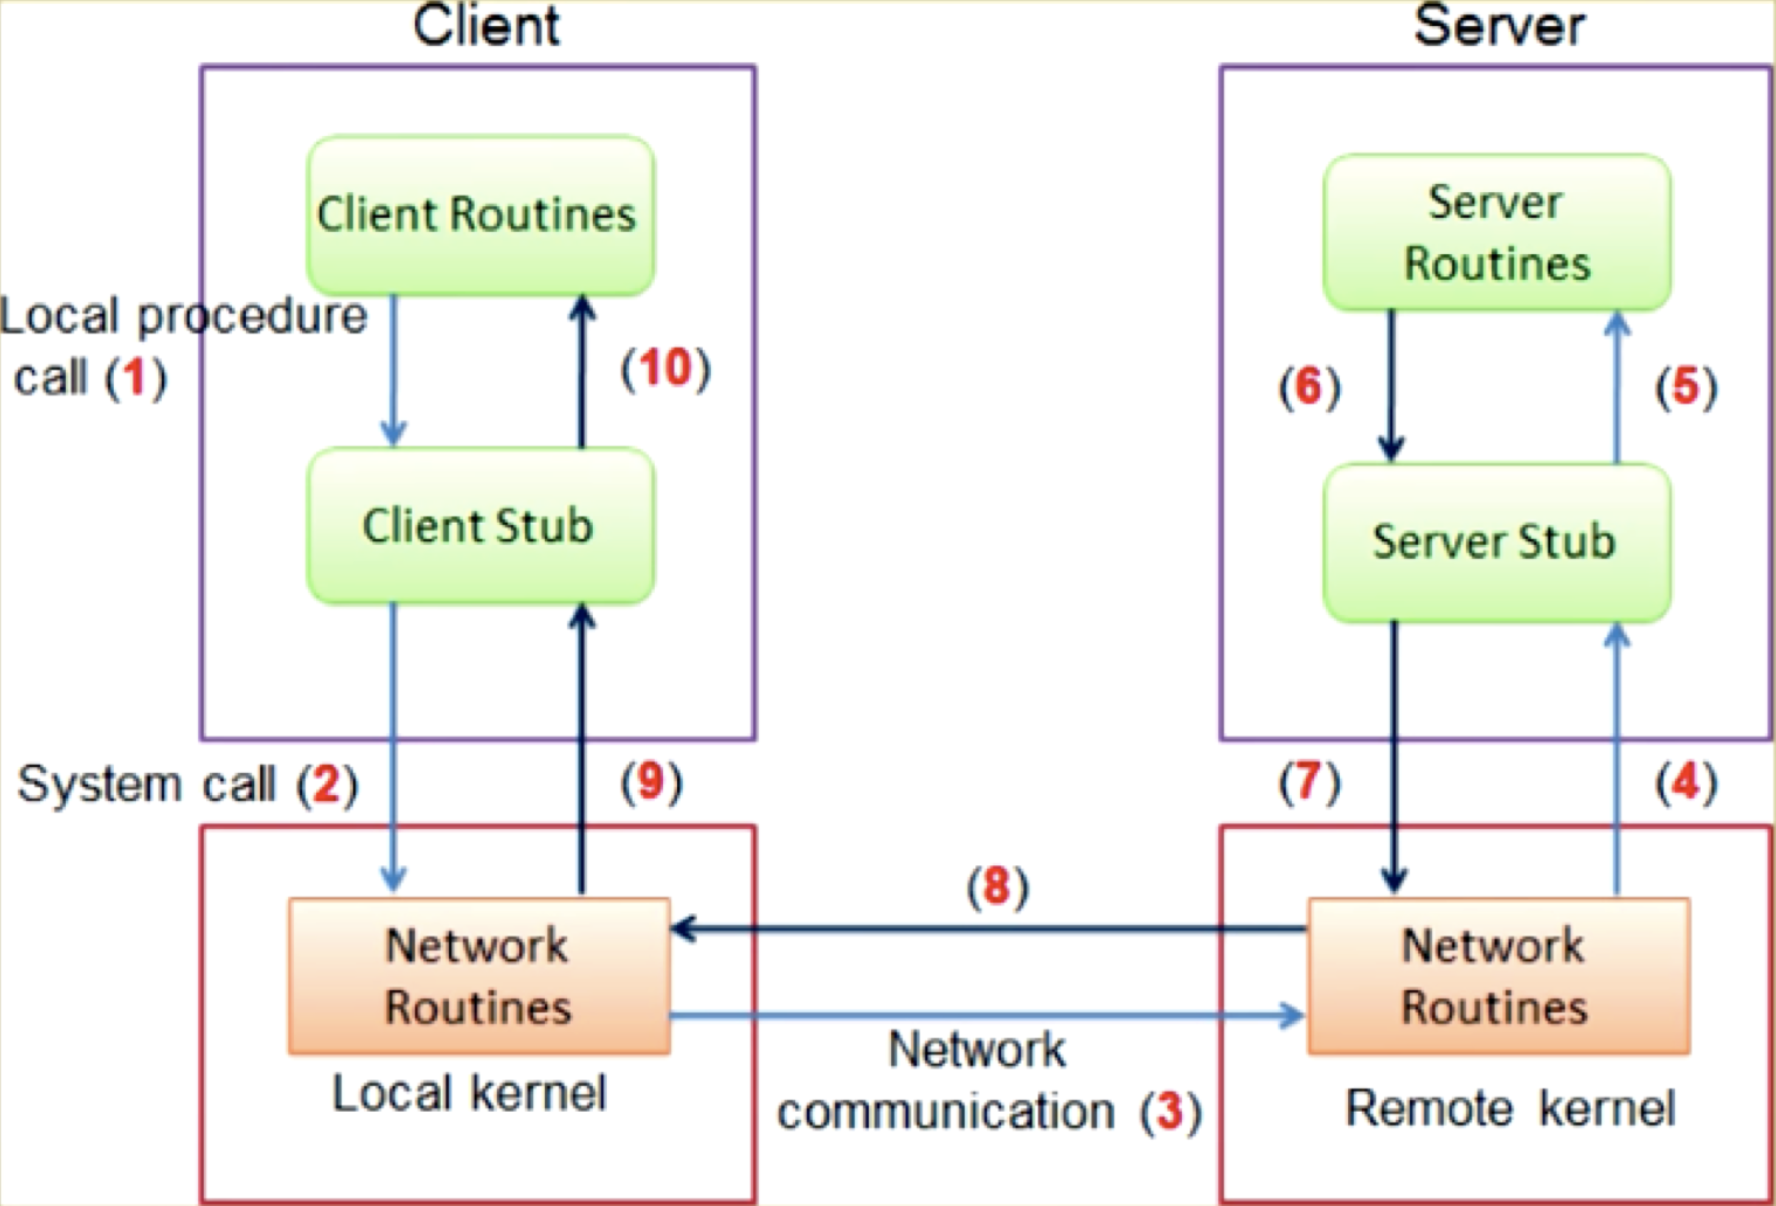 Client
Server
Client Routines
Server
Routines
Local procedure
call (1)
(10)
(6)
(5)
Client Stub
Server Stub
System call (2)
(9)
(7)
(4)
(8)
Network
Routines
Network
Routines
Network
communication (3)
Local kernel
Remote kernel